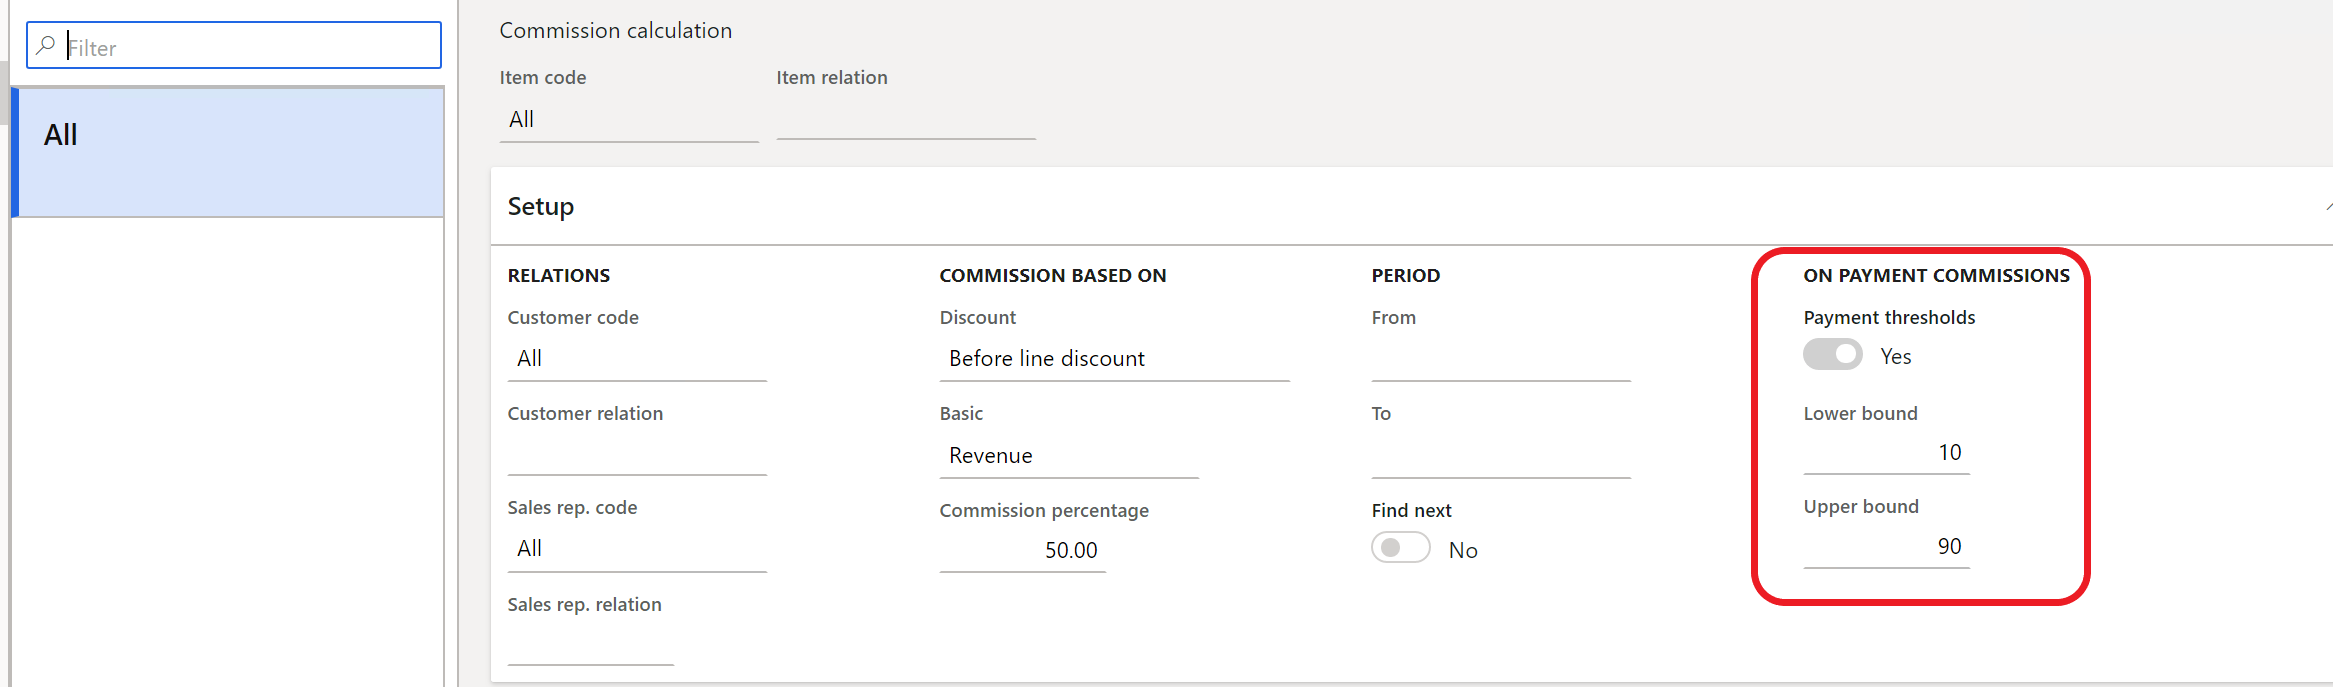 Filter
All
Commission calculation
Item code
All
Item relation
Setup
RELATIONS
Customer code
All
Customer relation
Sales rep. code
All
Sales rep. relation
COMMISSION BASED ON
Discount
Before line discount
Basic
Revenue
Commission percentage
50.00
PERIOD
From
To
Find next
No
ON PAYMENT COMMISSIONS
Payment thresholds
Yes
Lower bound
10
Upper bound
90